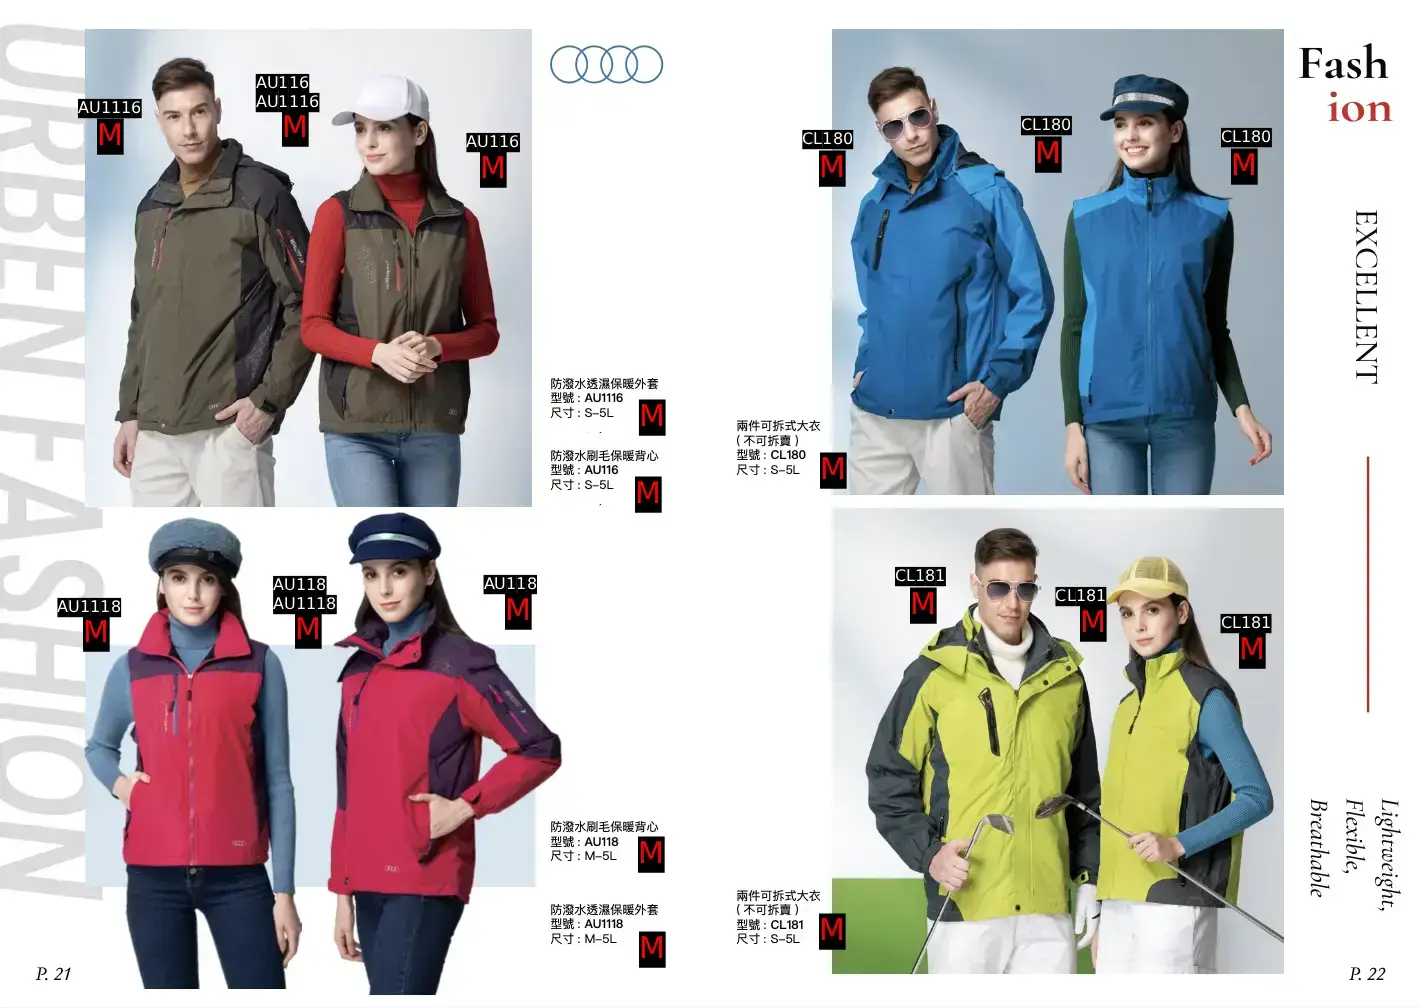 URBEN FASHION
AU1116
M
AU116
AU1116
M
AU116
M
防潑水透濕保暖外套
型號 : AU1116
尺寸 : S-5L
M
防潑水刷毛保暖背心
型號 : AU116
尺寸 : S-5L
M
AU1118
M
AU118
AU1118
M
AU118
M
防潑水刷毛保暖背心
型號 : AU118
尺寸 : M-5L
M
防潑水透濕保暖外套
型號 : AU1118
尺寸 : M-5L
M
P. 21
CL180
M
CL180
M
CL180
M
兩件可拆式大衣
( 不可拆賣 )
型號 : CL180
尺寸 : S-5L
M
CL181
M
CL181
M
CL181
M
兩件可拆式大衣
( 不可拆賣 )
型號 : CL181
尺寸 : S-5L
M
Fash
ion
EXCELLENT
Lightweight,
Flexible,
Breathable
P. 22